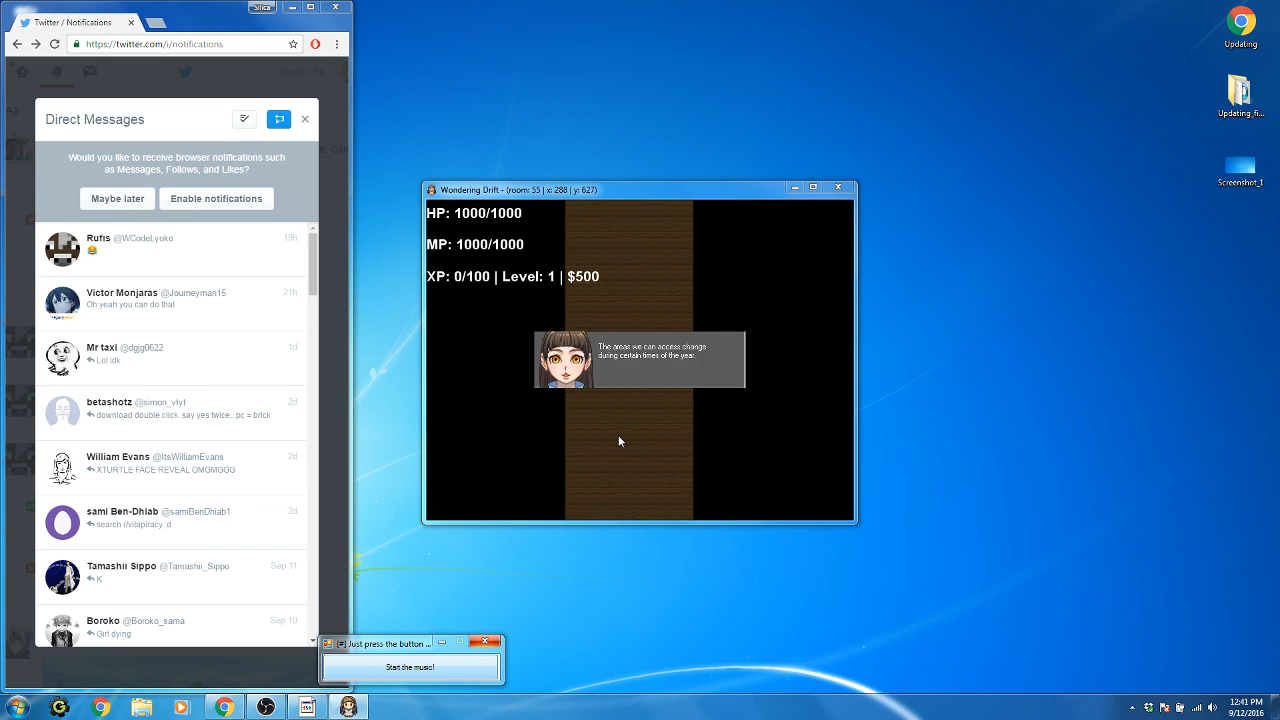 Silica
Twitter / Notifications
https://twitter.com/i/notifications
Search
All
Direct Messages
Would you like to receive browser notifications such
as Messages, Follows, and Likes?
Maybe later
Enable notifications
Rufis @WCodeLyoko
19h
😂
Victor Monjaras @Journeyman15
21h
Oh yeah you can do that
Mr taxi @dgjg0622
1d
Lol idk
betashotz @simon_vtyt
2d
download double click. say yes twice.. pc = brick
William Evans @ItsWilliamEvans
2d
XTURTLE FACE REVEAL OMGMGGG
sami Ben-Dhiab @samiBenDhiab1
2d
search r/vitapiracy :d
Tamashii Sippo @Tamashii_Sippo
Sep 11
K
Boroko @Boroko_sama
Sep 10
Girl dying
Wondering Drift - (room: 55 | x: 288 | y: 627)
HP: 1000/1000
MP: 1000/1000
XP: 0/100 | Level: 1 | $500
The areas we can access change
during certain times of the year.
[#] Just press the button ...
Start the music!
Updating
Updating_fi...
Screenshot_1
12:41 PM
9/12/2016